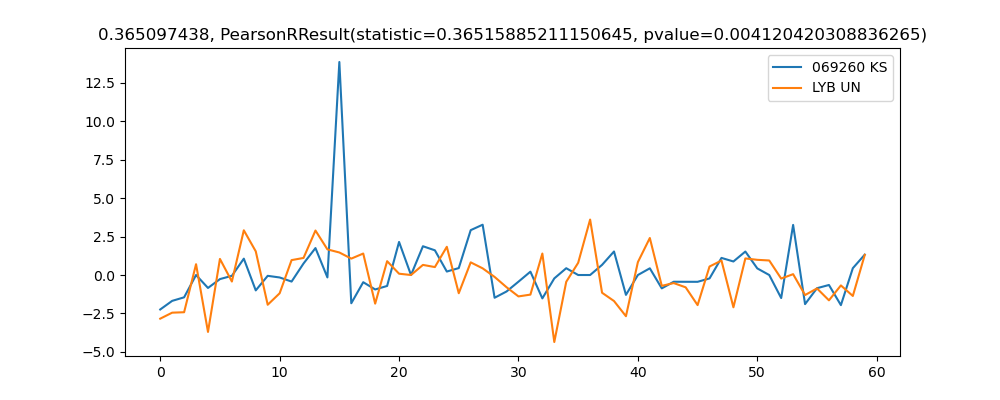 0.365097438, PearsonRResult(statistic=0.36515885211150645, pvalue=0.004120420308836265)
069260 KS
LYB UN
12.5
10.0
7.5
5.0
2.5
0.0
−2.5
−5.0
0 10 20 30 40 50 60